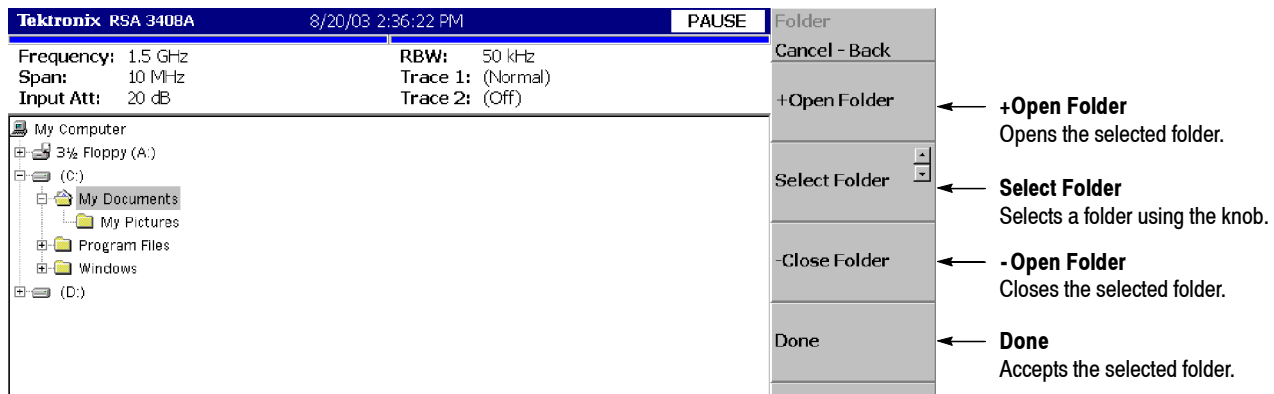 Tektronix RSA 3408A 8/20/03 2:36:22 PM PAUSE
Frequency: 1.5 GHz RBW: 50 kHz
Span: 10 MHz Trace 1: (Normal)
Input Att: 20 dB Trace 2: (Off)
My Computer
3½ Floppy (A:)
(C:)
My Documents
My Pictures
Program Files
Windows
(D:)
Folder
Cancel - Back
+Open Folder
Select Folder
-Close Folder
Done
+Open Folder
Opens the selected folder.
Select Folder
Selects a folder using the knob.
- Open Folder
Closes the selected folder.
Done
Accepts the selected folder.